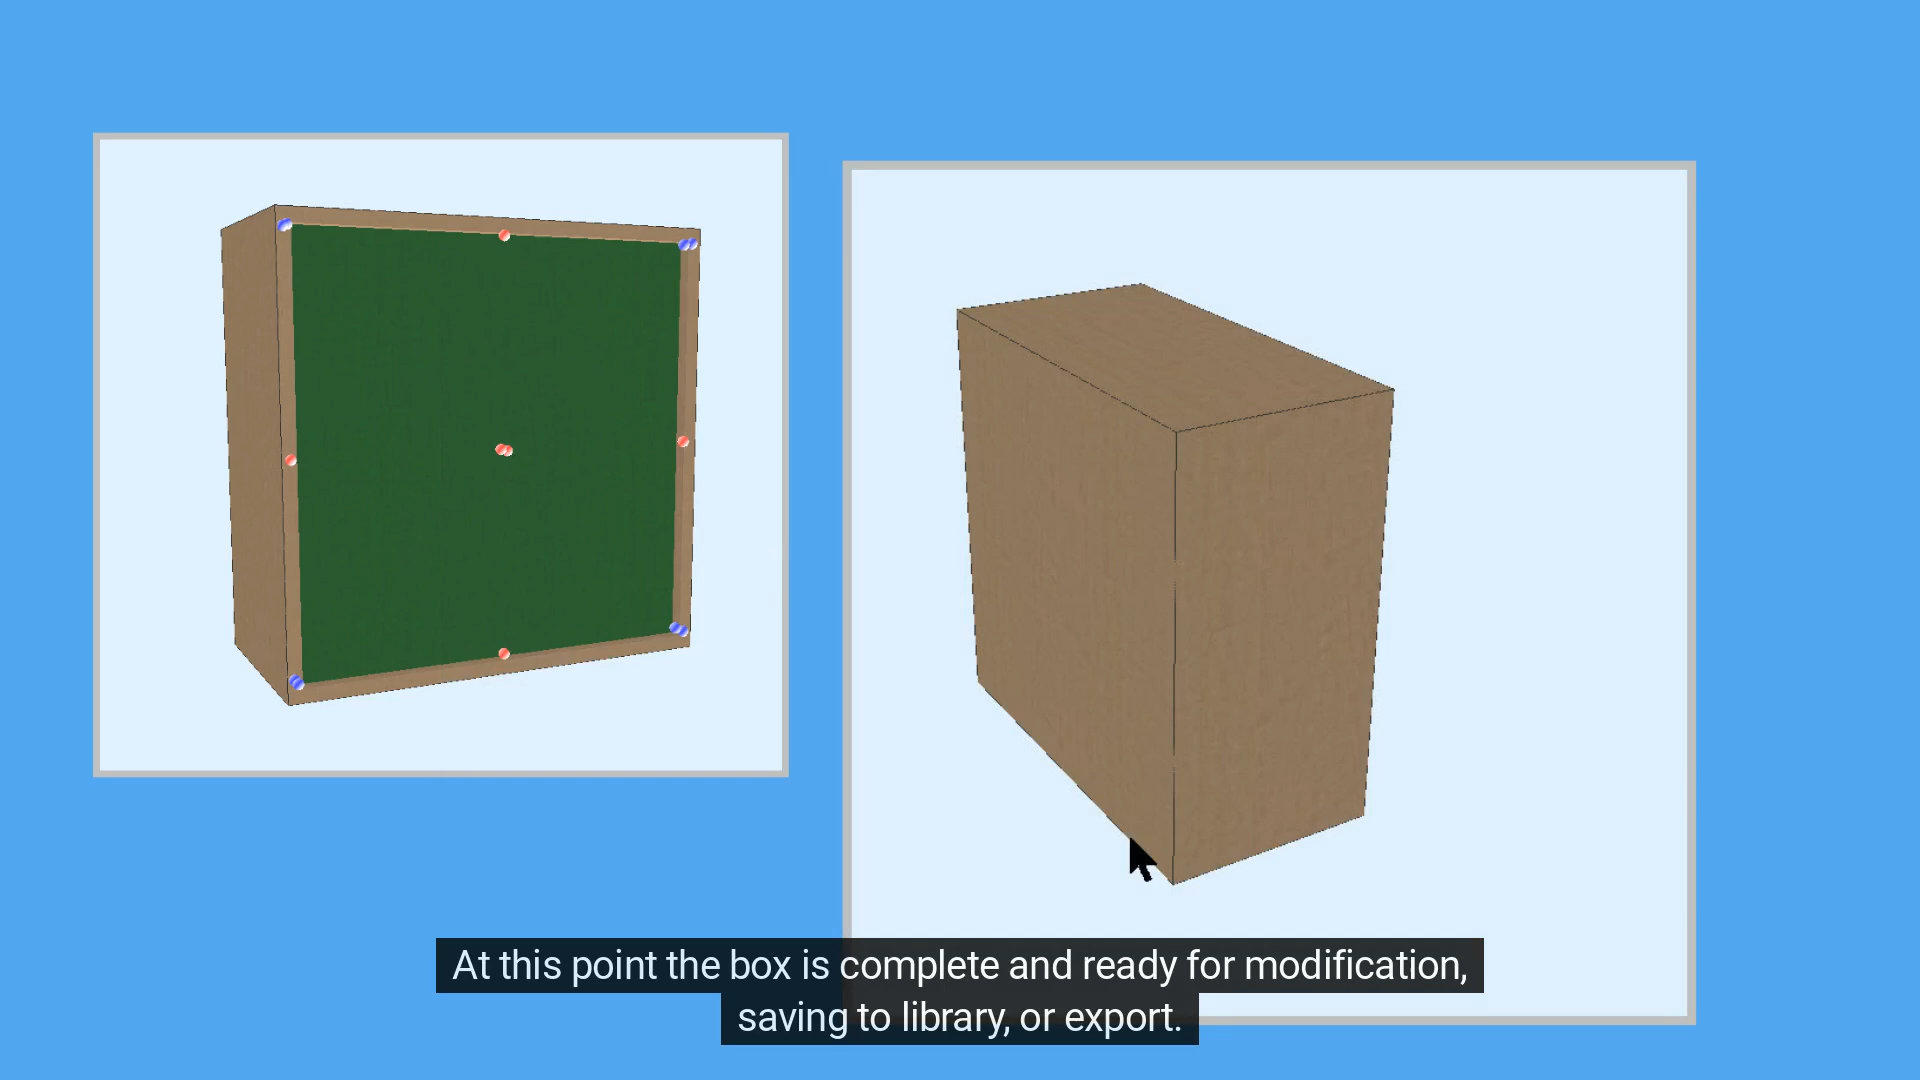 At this point the box is complete and ready for modification,
saving to library, or export.